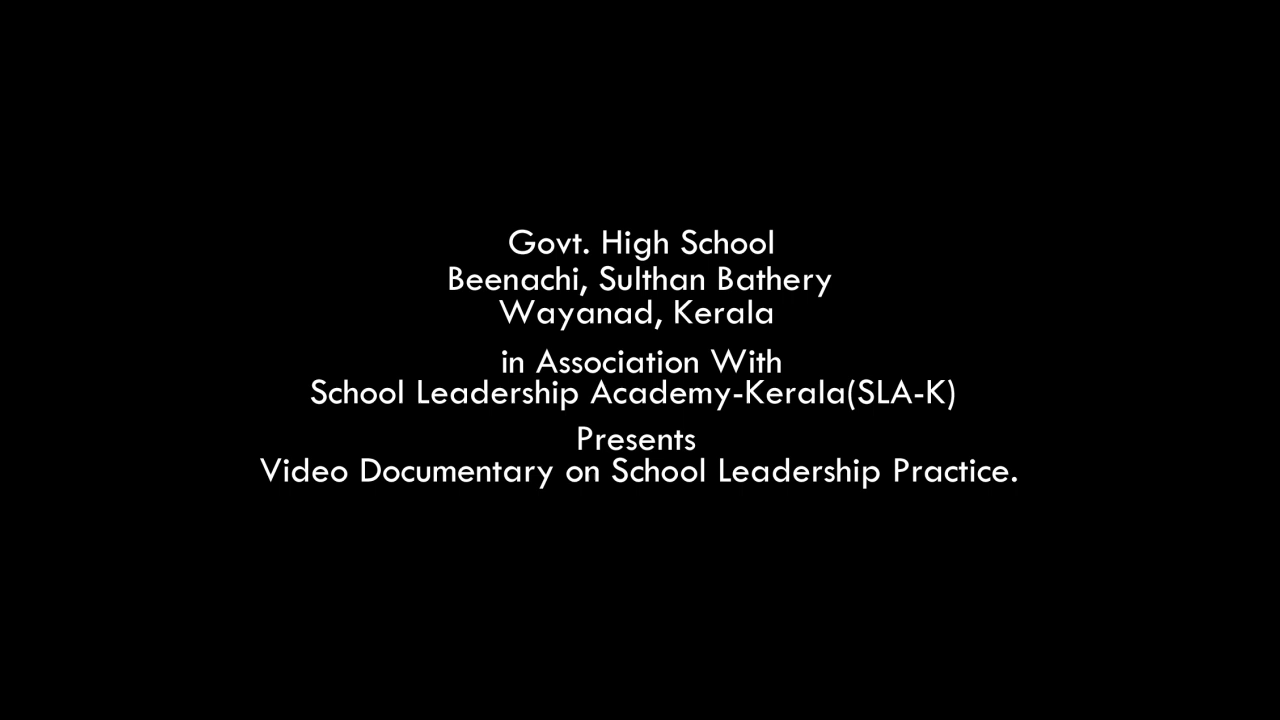 Govt. High School
Beenachi, Sulthan Bathery
Wayanad, Kerala
in Association With
School Leadership Academy-Kerala(SLA-K)
Presents
Video Documentary on School Leadership Practice.